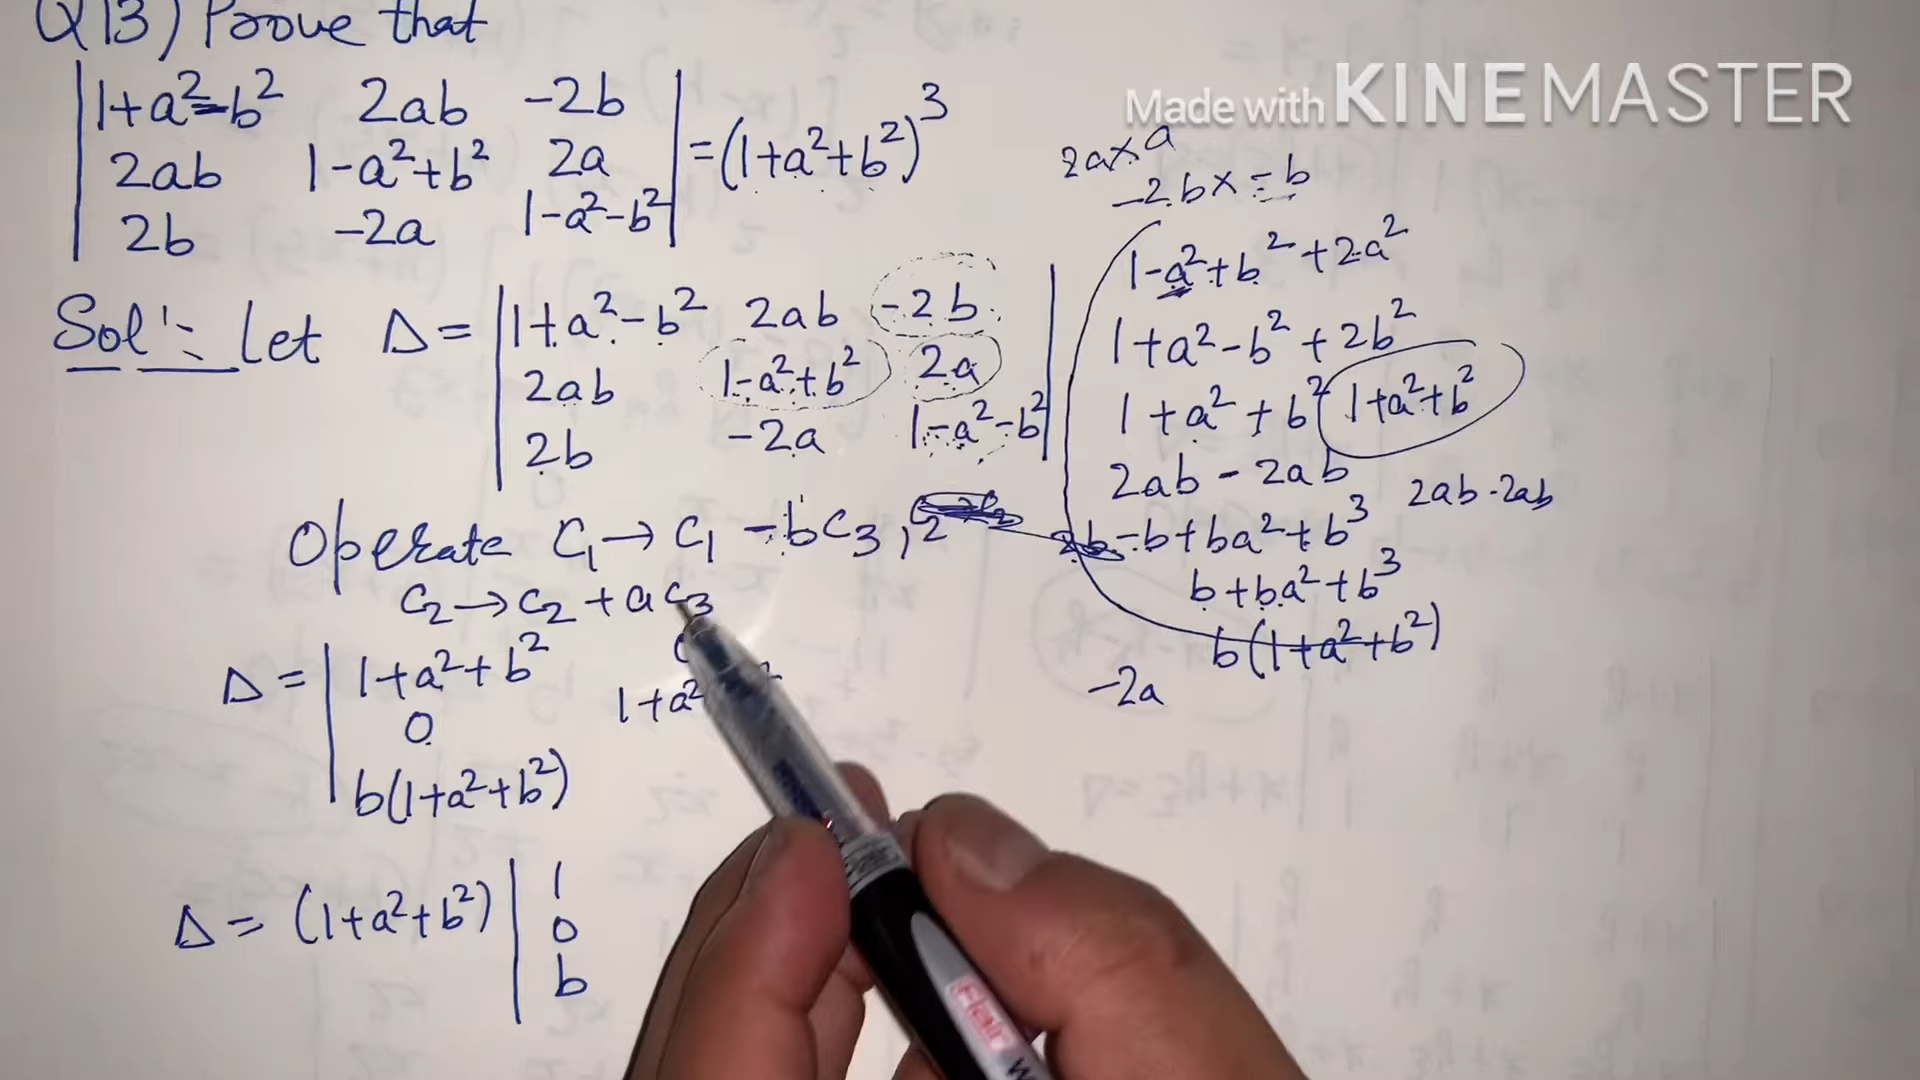 Q13) Prove that
|1+a²-b² 2ab -2b|
|2ab 1-a²+b² 2a| =(1+a²+b²)³
|2b -2a 1-a²-b²|
Solⁿ:- Let Δ = |1+a²-b² 2ab -2b|
|2ab 1-a²+b² 2a|
|2b -2a 1-a²-b²|
Operate C₁→C₁ -bC₃,
C₂→C₂+aC₃
Δ = |1+a²+b²
0 1+a²
b(1+a²+b²)
Δ = (1+a²+b²) |1
0
b
Made with KINEMASTER
2a×a
-2b×-b
1-a²+b²+2a²
1+a²-b²+2b²
1+a²+b² 1+a²+b²
2ab-2ab 2ab-2ab
2b-b+ba²+b³
b+ba²+b³
b(1+a²+b²)
-2a
Flair